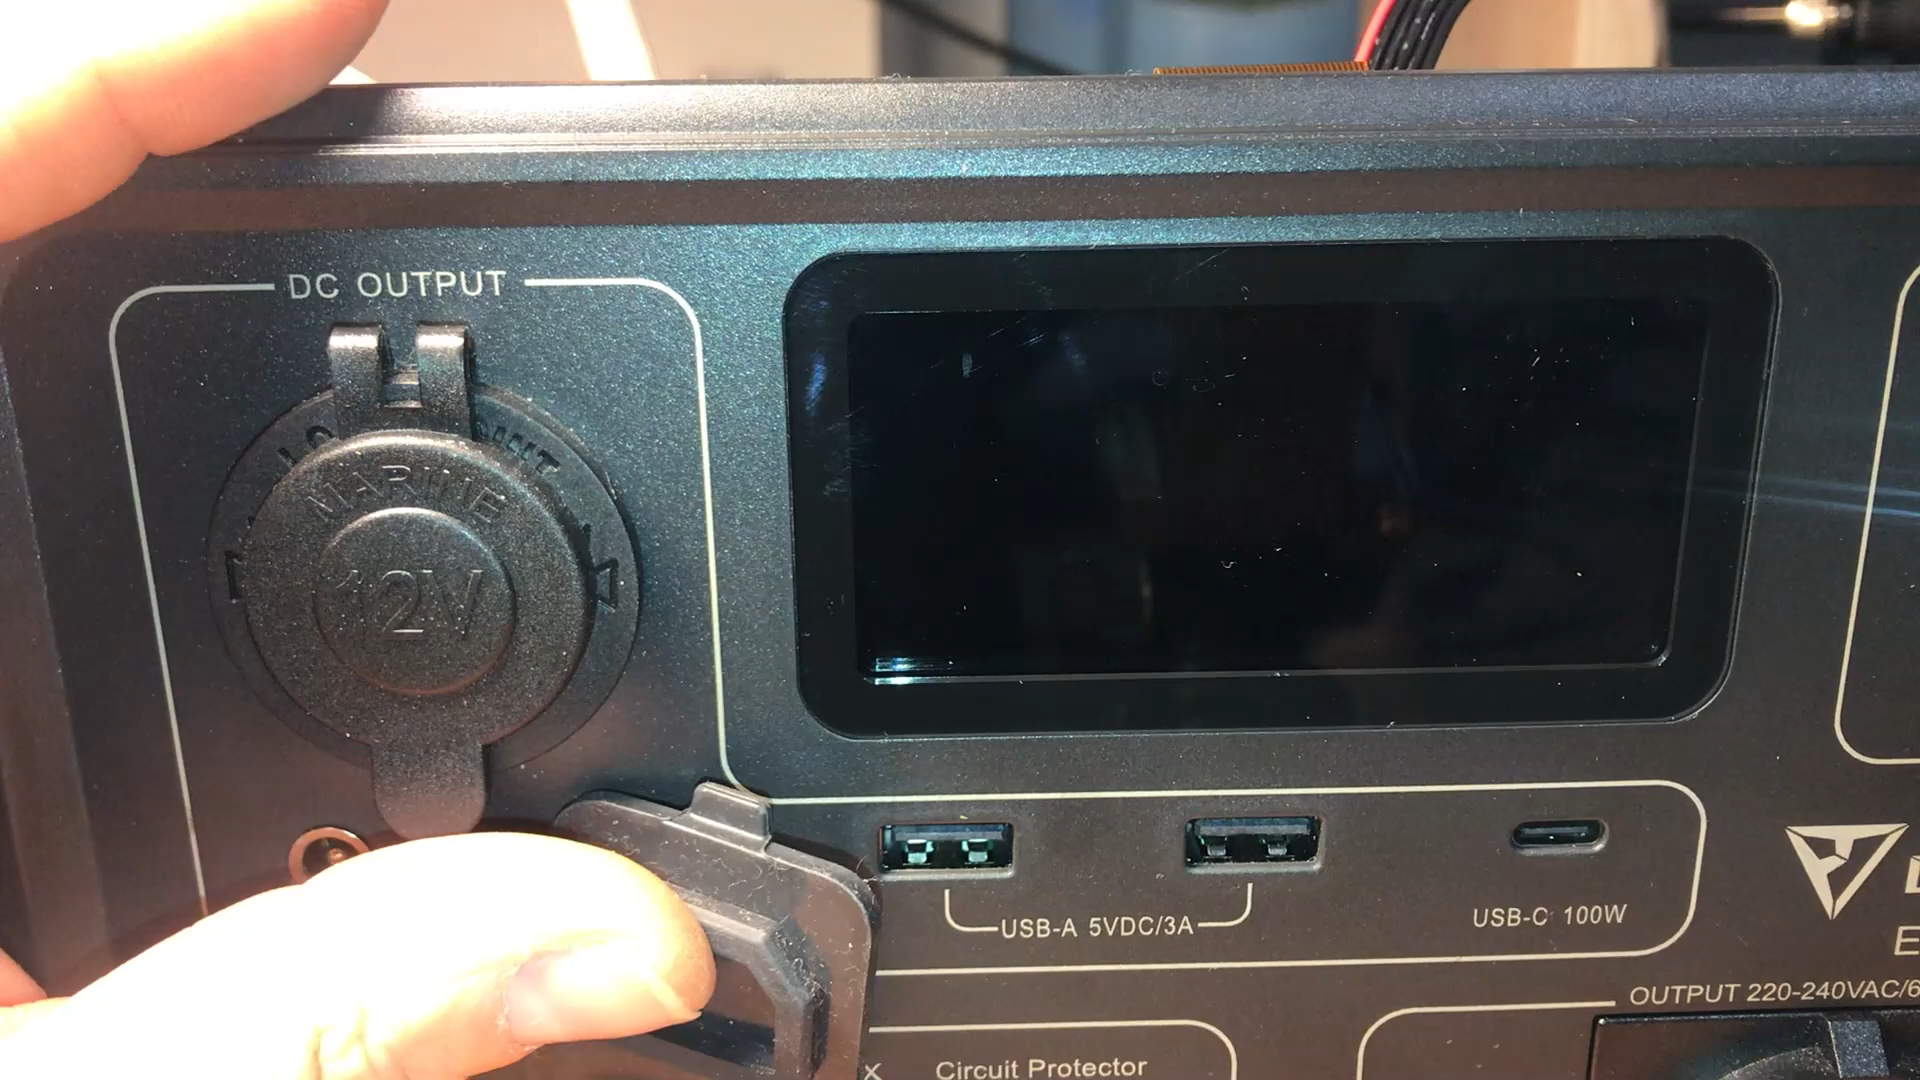 DC OUTPUT
MARINE
12V
USB-A 5VDC/3A
USB-C 100W
OUTPUT 220-240VAC/6
Circuit Protector